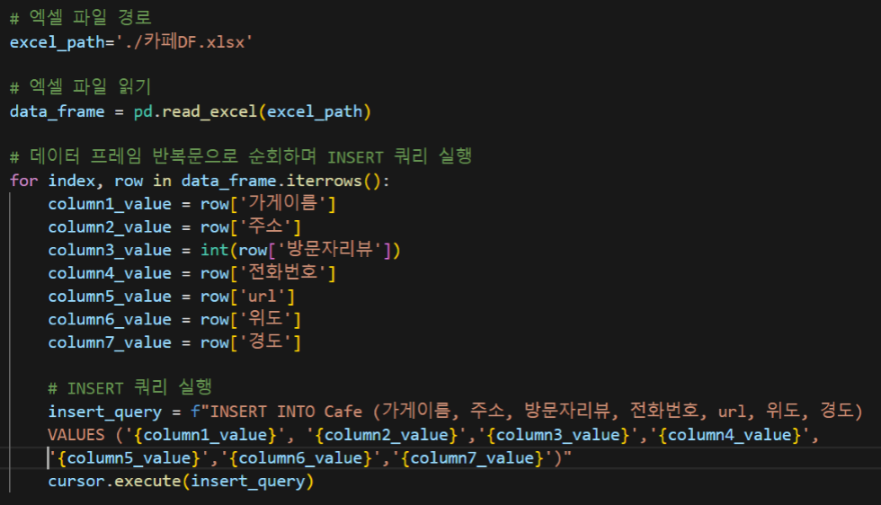 # 엑셀 파일 경로
excel_path='./카페DF.xlsx'
# 엑셀 파일 읽기
data_frame = pd.read_excel(excel_path)
# 데이터 프레임 반복문으로 순회하며 INSERT 쿼리 실행
for index, row in data_frame.iterrows():
    column1_value = row['가게이름']
    column2_value = row['주소']
    column3_value = int(row['방문자리뷰'])
    column4_value = row['전화번호']
    column5_value = row['url']
    column6_value = row['위도']
    column7_value = row['경도']
    # INSERT 쿼리 실행
    insert_query = f"INSERT INTO Cafe (가게이름, 주소, 방문자리뷰, 전화번호, url, 위도, 경도)
    VALUES ('{column1_value}', '{column2_value}','{column3_value}','{column4_value}',
    '{column5_value}','{column6_value}','{column7_value}')"
    cursor.execute(insert_query)